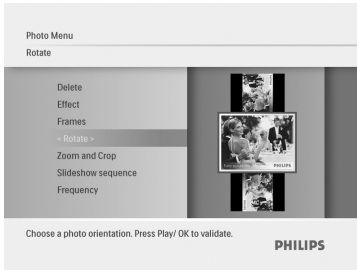 Photo Menu
Rotate
Delete
Effect
Frames
< Rotate >
Zoom and Crop
Slideshow sequence
Frequency
PHILIPS
Choose a photo orientation. Press Play/ OK to validate.
PHILIPS